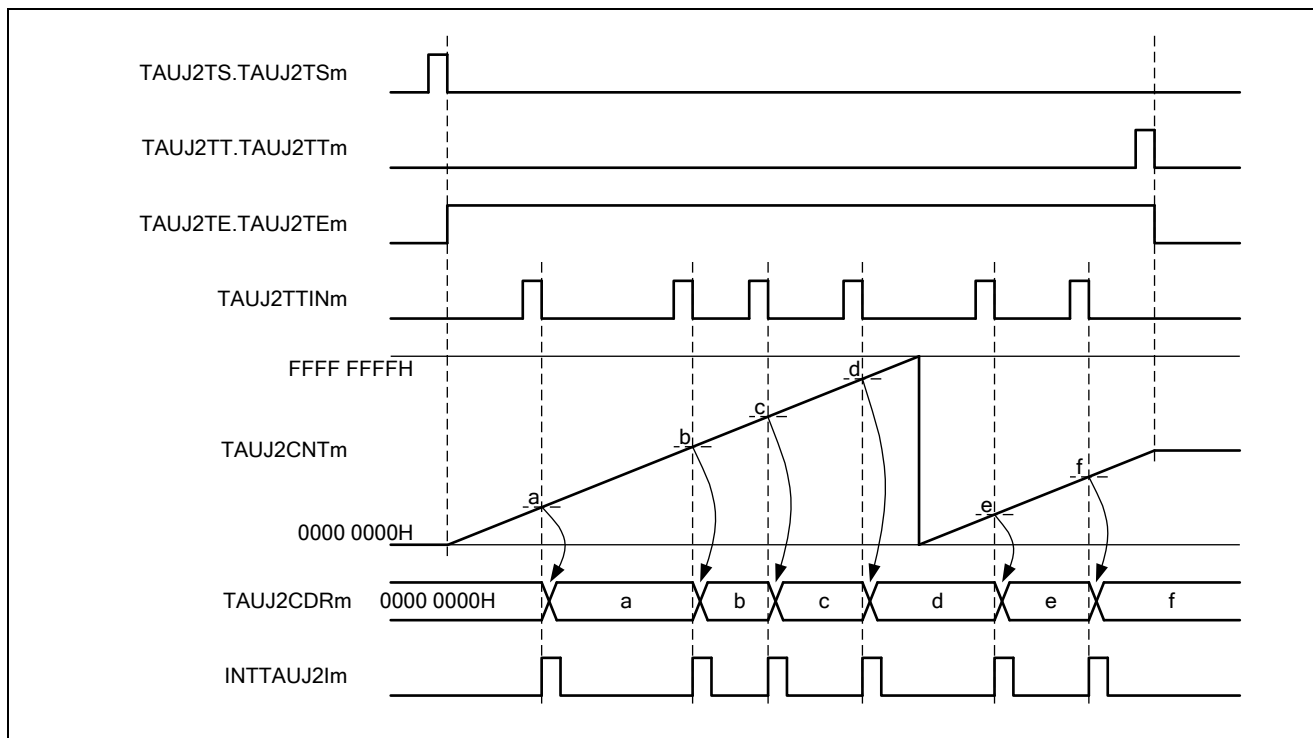 TAUJ2TS.TAUJ2TSm
TAUJ2TT.TAUJ2TTm
TAUJ2TE.TAUJ2TEm
TAUJ2TTINm
FFFF FFFFH
d
c
b
TAUJ2CNTm
f
a
e
0000 0000H
TAUJ2CDRm 0000 0000H a b c d e f
INTTAUJ2Im